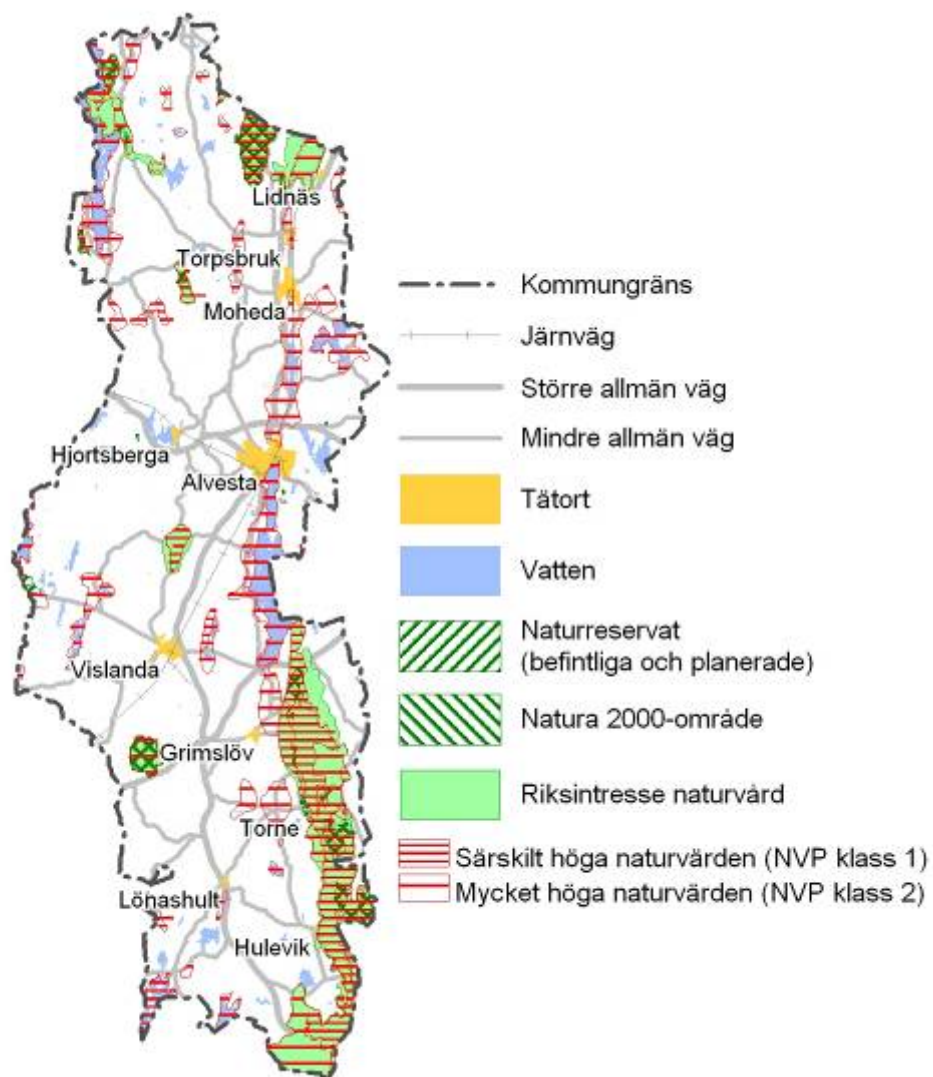 Lidnäs
Torpsbruk
Moheda
Hjortsberga
Alvesta
Vislanda
Grimslöv
Torne
Lönashult
Hulevik
Kommungräns
Järnväg
Större allmän väg
Mindre allmän väg
Tätort
Vatten
Naturreservat
(befintliga och planerade)
Natura 2000-område
Riksintresse naturvård
Särskilt höga naturvärden (NVP klass 1)
Mycket höga naturvärden (NVP klass 2)